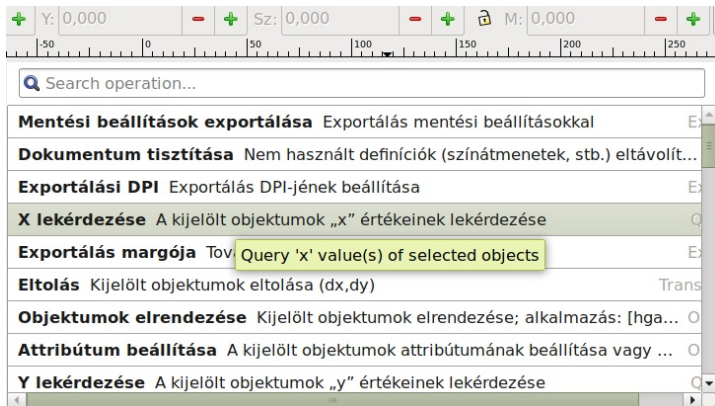 Y: 0,000 Sz: 0,000 M: 0,000
-50 0 50 100 150 200 250
Search operation...
Mentési beállítások exportálása Exportálás mentési beállításokkal
Dokumentum tisztítása Nem használt definíciók (színátmenetek, stb.) eltávolít...
Exportálási DPI Exportálás DPI-jének beállítása
X lekérdezése A kijelölt objektumok „x” értékeinek lekérdezése
Exportálás margója
Query 'x' value(s) of selected objects
Eltolás Kijelölt objektumok eltolása (dx,dy) Trans
Objektumok elrendezése Kijelölt objektumok elrendezése; alkalmazás: [hga...
Attribútum beállítása A kijelölt objektumok attribútumának beállítása vagy ...
Y lekérdezése A kijelölt objektumok „y” értékeinek lekérdezése